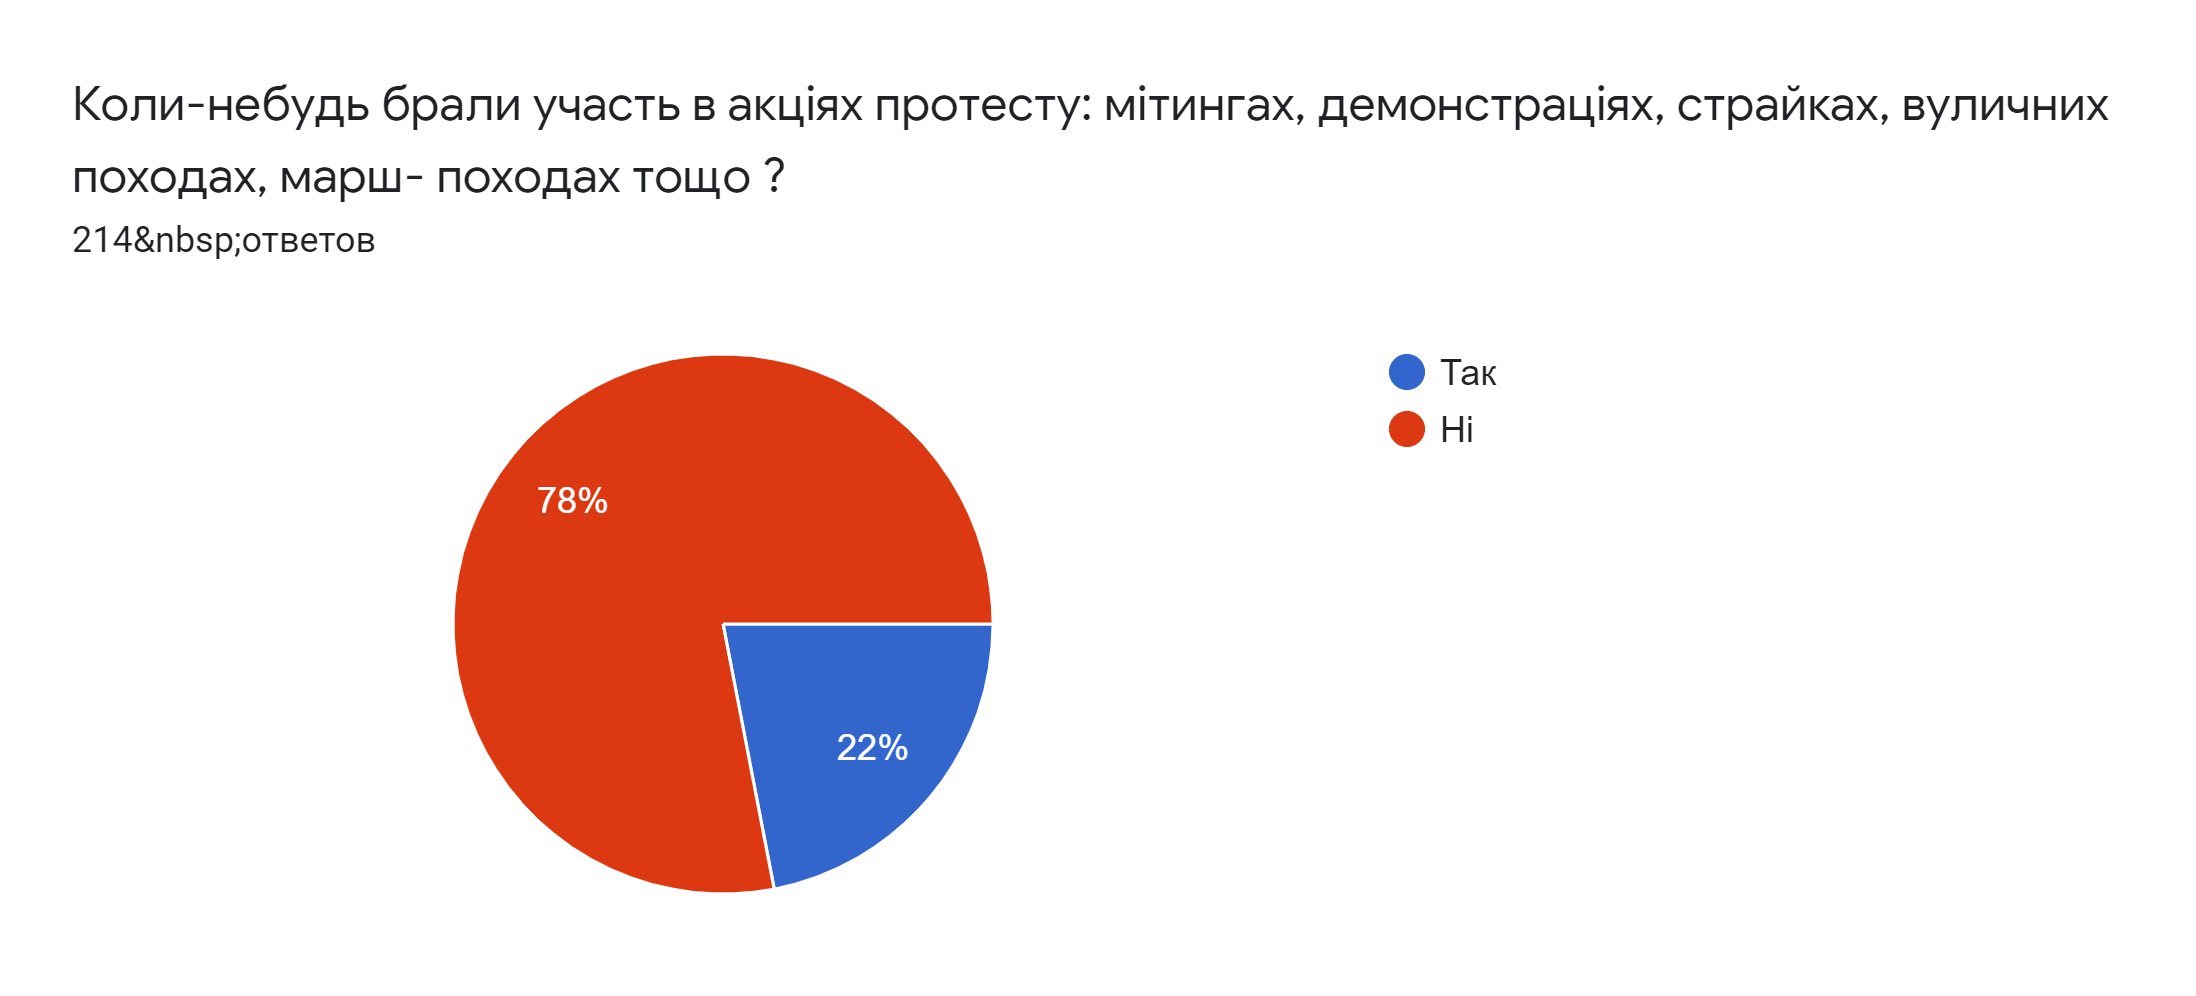 Коли-небудь брали участь в акціях протесту: мітингах, демонстраціях, страйках, вуличних
походах, марш- походах тощо ?
214&nbsp;ответов
Так
Ні
78%
22%